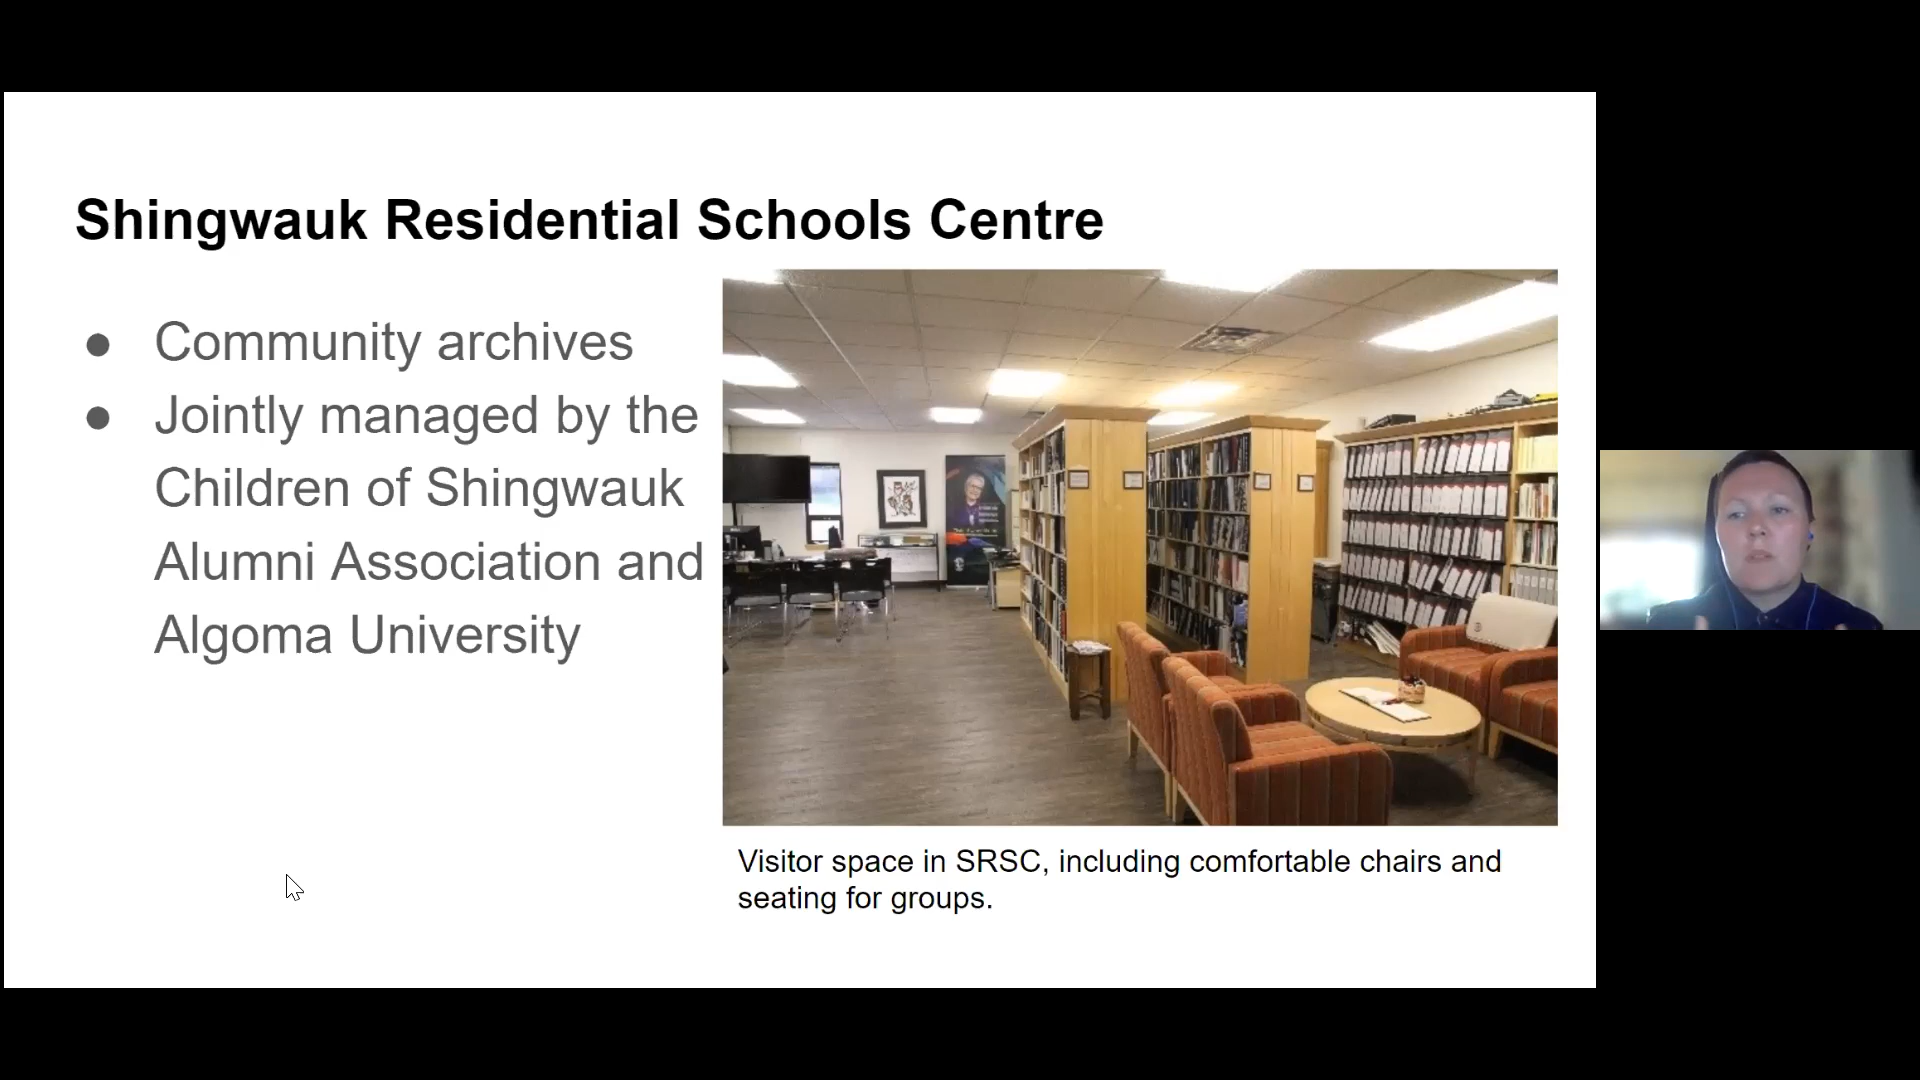 Shingwauk Residential Schools Centre
● Community archives
● Jointly managed by the
Children of Shingwauk
Alumni Association and
Algoma University
Visitor space in SRSC, including comfortable chairs and
seating for groups.